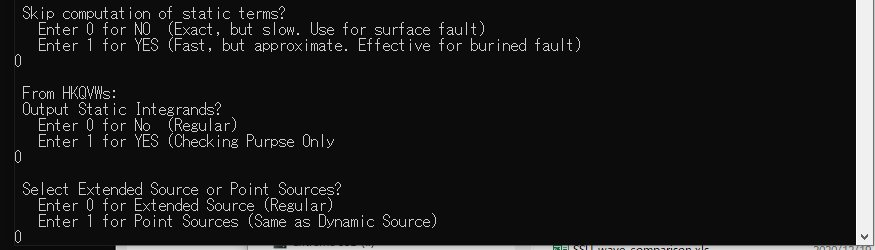 Skip computation of static terms?
Enter 0 for NO (Exact, but slow. Use for surface fault)
Enter 1 for YES (Fast, but approximate. Effective for burined fault)
0
From HKQVWs:
Output Static Integrands?
Enter 0 for No (Regular)
Enter 1 for YES (Checking Purpse Only
0
Select Extended Source or Point Sources?
Enter 0 for Extended Source (Regular)
Enter 1 for Point Sources (Same as Dynamic Source)
0